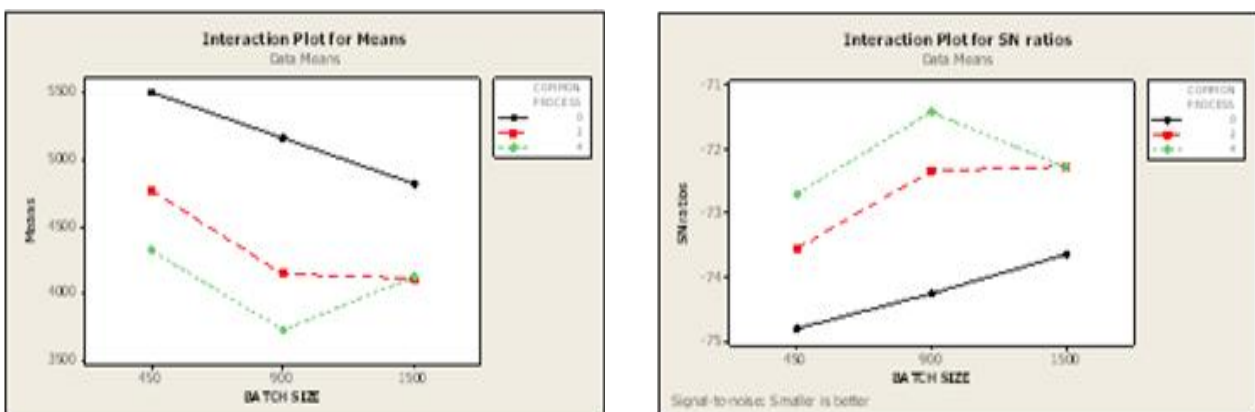 Interaction Plot for Means
Data Means
5500
5000
4500
4000
3500
Means
450
900
1500
BATCH SIZE
COMMON
PROCESS
0
2
4
Interaction Plot for SN ratios
Data Means
-71
-72
-73
-74
-75
SN ratios
450
900
1500
BATCH SIZE
COMMON
PROCESS
0
2
4
Signal-to-noise: Smaller is better